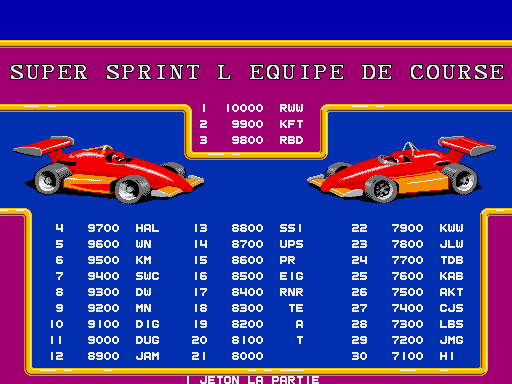 SUPER SPRINT L EQUIPE DE COURSE
1 10000 RWW
2 9900 KFT
3 9800 RBD
4 9700 HAL 13 8800 SSI 22 7900 KWW
5 9600 WN 14 8700 UPS 23 7800 JLW
6 9500 KM 15 8600 PR 24 7700 TDB
7 9400 SWC 16 8500 EIG 25 7600 KAB
8 9300 DW 17 8400 RNR 26 7500 AKT
9 9200 MN 18 8300 TE 27 7400 CJS
10 9100 DIG 19 8200 A 28 7300 LBS
11 9000 DUG 20 8100 T 29 7200 JMG
12 8900 JAM 21 8000 30 7100 HI
1 JETON LA PARTIE